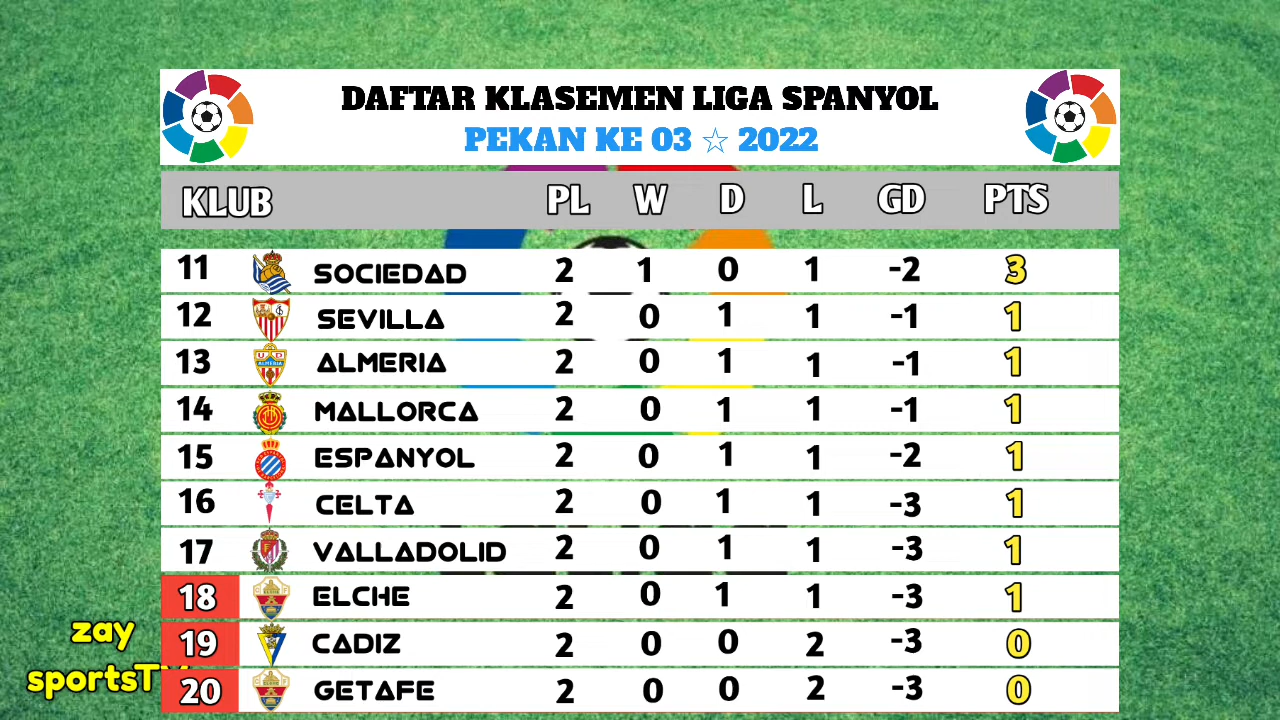 DAFTAR KLASEMEN LIGA SPANYOL
PEKAN KE 03 ☆ 2022
KLUB PL W D L GD PTS
11 SOCIEDAD 2 1 0 1 -2 3
12 SEVILLA 2 0 1 1 -1 1
13 ALMERIA 2 0 1 1 -1 1
14 MALLORCA 2 0 1 1 -1 1
15 ESPANYOL 2 0 1 1 -2 1
16 CELTA 2 0 1 1 -3 1
17 VALLADOLID 2 0 1 1 -3 1
18 ELCHE 2 0 1 1 -3 1
19 CADIZ 2 0 0 2 -3 0
20 GETAFE 2 0 0 2 -3 0
zay
sportsTV